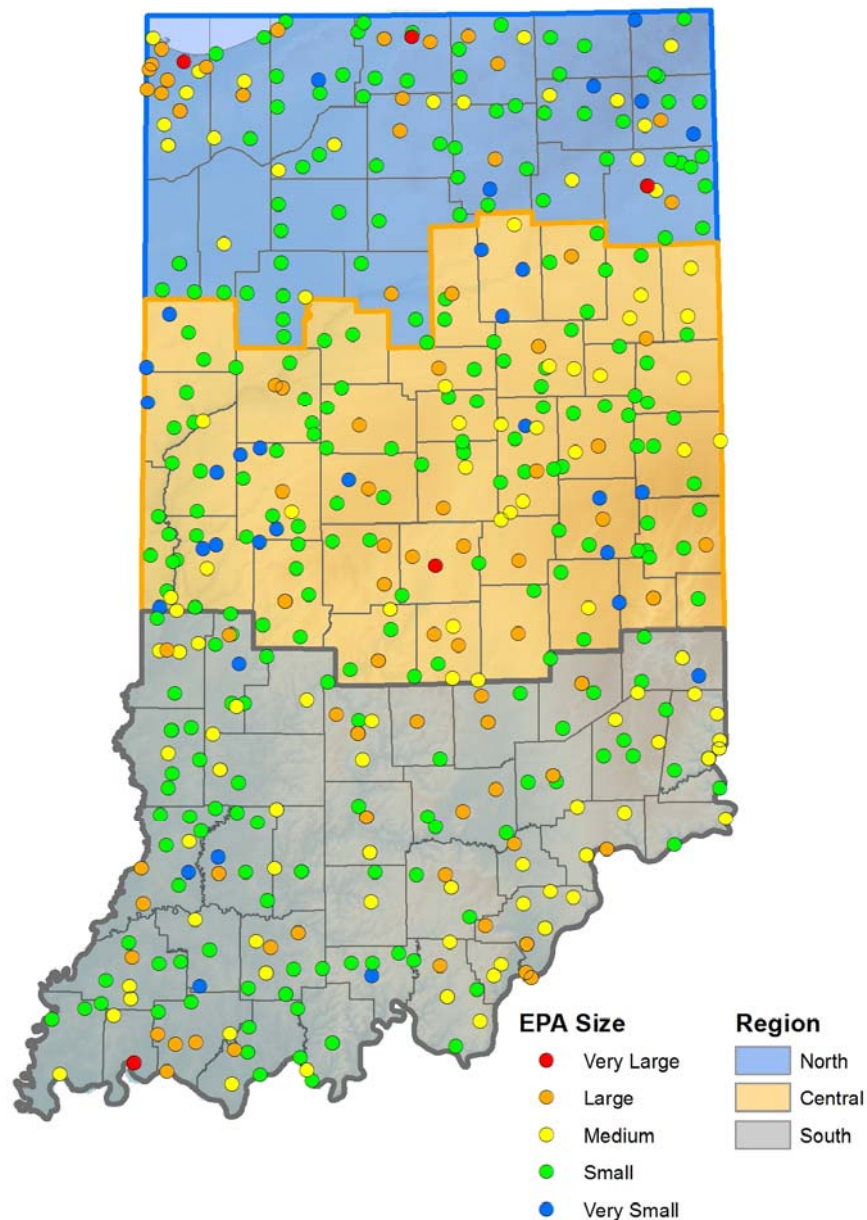 EPA Size
Very Large
Large
Medium
Small
Very Small
Region
North
Central
South